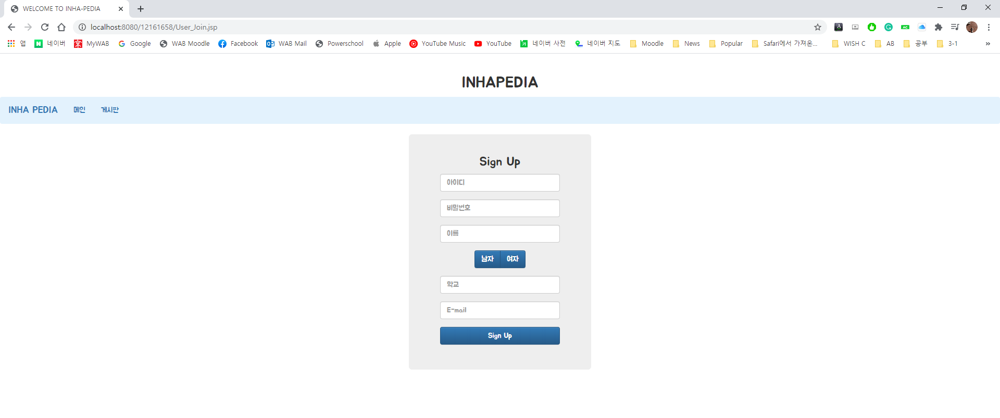 WELCOME TO INHA-PEDIA
localhost:8080/12161658/User_Join.jsp
앱 네이버 MyWAB Google WAB Moodle Facebook WAB Mail Powerschool Apple YouTube Music YouTube 네이버 사전 네이버 지도 Moodle News Popular Safari에서 가져온... WISH C AB 공부 3-1 »
INHAPEDIA
INHA PEDIA 메인 게시판
Sign Up
아이디
비밀번호
이름
남자 여자
학교
E-mail
Sign Up